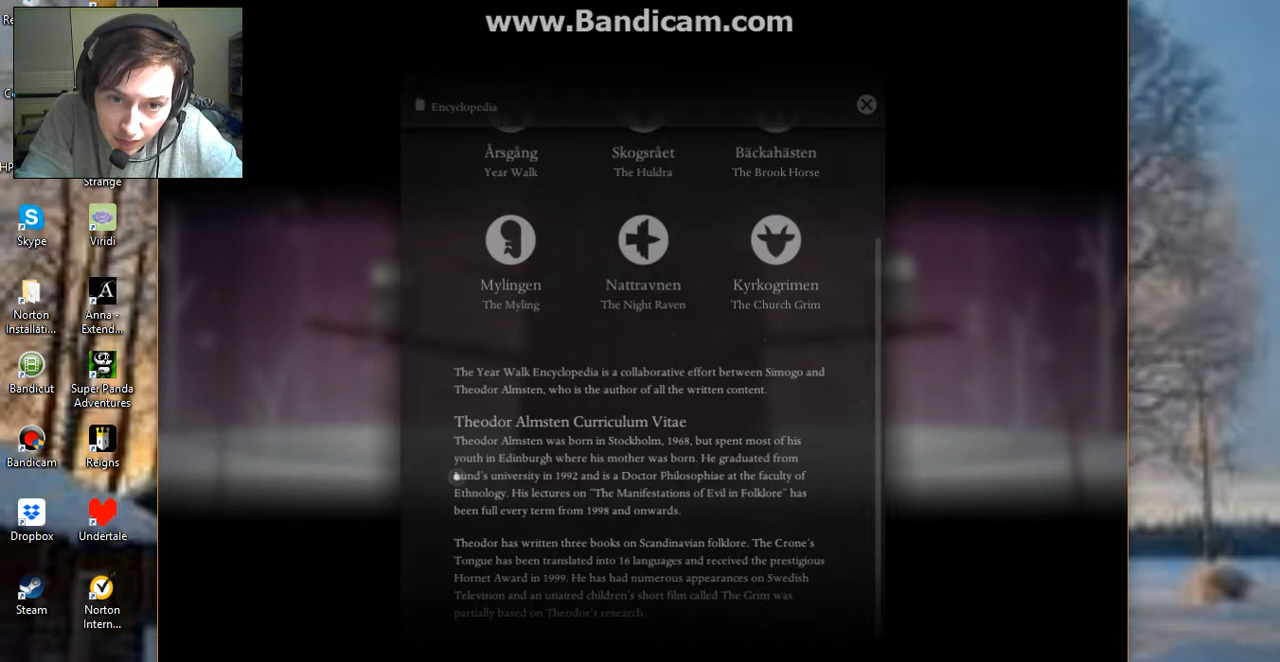 www.Bandicam.com
Encyclopedia
Årsgång Skogsrået Bäckahästen
Year Walk The Huldra The Brook Horse
Mylingen Nattravnen Kyrkogrimen
The Myling The Night Raven The Church Grim
The Year Walk Encyclopedia is a collaborative effort between Simogo and
Theodor Almsten, who is the author of all the written content.
Theodor Almsten Curriculum Vitae
Theodor Almsten was born in Stockholm, 1968, but spent most of his
youth in Edinburgh where his mother was born. He graduated from
Lund's university in 1992 and is a Doctor Philosophiae at the faculty of
Ethnology. His lectures on "The Manifestations of Evil in Folklore" has
been full every term from 1998 and onwards.
Theodor has written three books on Scandinavian folklore. The Crone's
Tongue has been translated into 16 languages and received the prestigious
Hornet Award in 1999. He has had numerous appearances on Swedish
Television and an unaired children's short film called The Grim was
partially based on Theodor's research.
Strange
Skype Viridi
Norton Anna -
Installati... Extend...
Bandicut Super Panda
Adventures
Bandicam Reigns
Dropbox Undertale
Steam Norton
Intern...